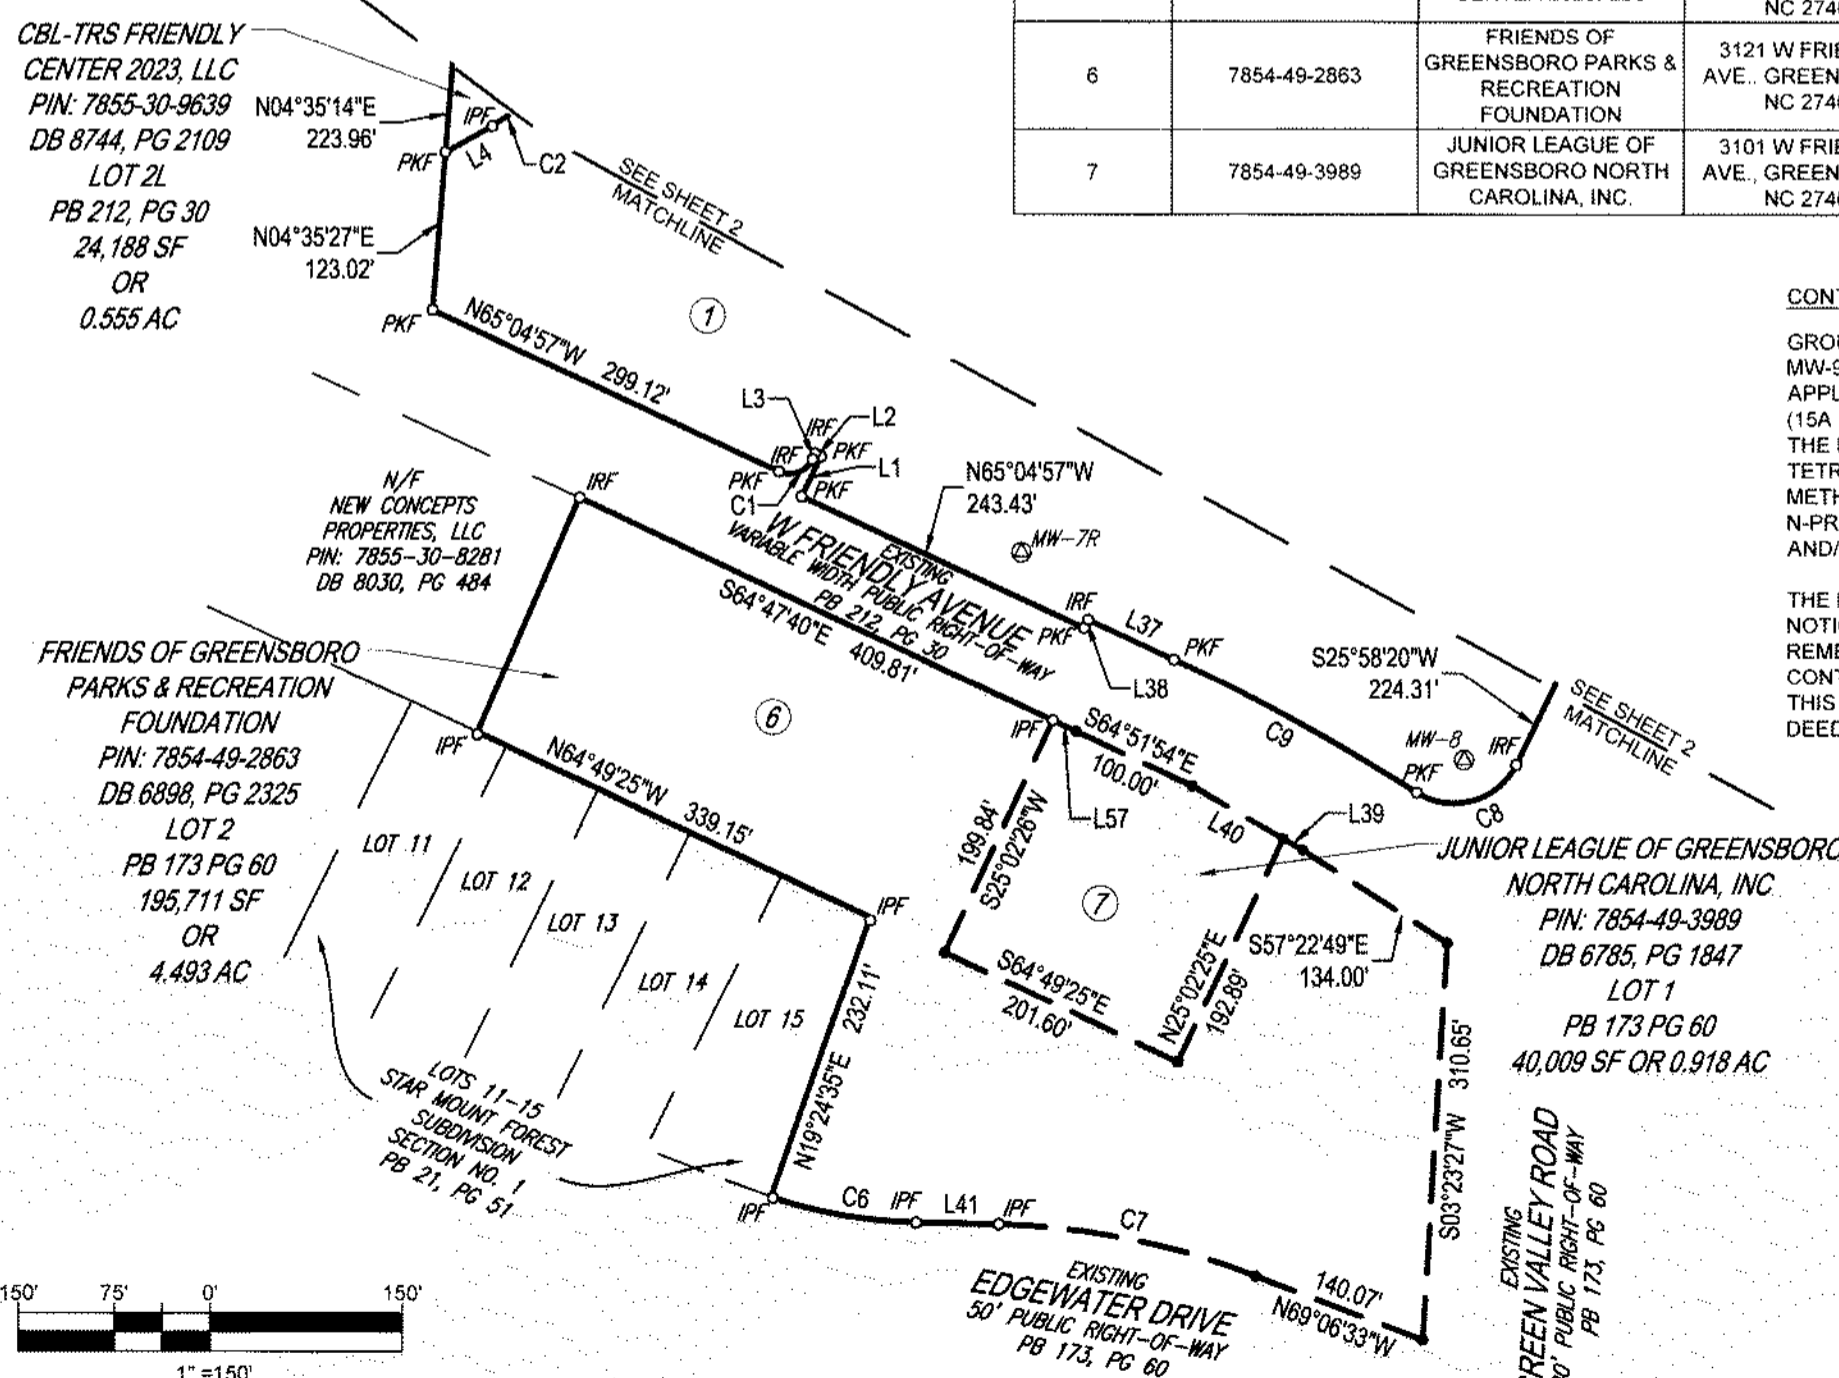 CBL-TRS FRIENDLY
CENTER 2023, LLC
PIN: 7855-30-9639
DB 8744, PG 2109
LOT 2L
PB 212, PG 30
24,188 SF
OR
0.555 AC
N04°35'14"E
223.96'
IPF
L4
C2
PKF
N04°35'27"E
123.02'
PKF
SEE SHEET 2
MATCHLINE
NC 274
6
7854-49-2863
FRIENDS OF
GREENSBORO PARKS &
RECREATION
FOUNDATION
3121 W FRIE
AVE., GREEN
NC 274
7
7854-49-3989
JUNIOR LEAGUE OF
GREENSBORO NORTH
CAROLINA, INC.
3101 W FRIE
AVE., GREEN
NC 274
1
N65°04'57"W 299.12'
L3
L2
IRF
IRF
PKF
PKF
L1
C1
PKF
N65°04'57"W
243.43'
MW-7R
CONT
GROU
MW-9
APPL
(15A
THE
TETR
METH
N-PR
AND/
THE
NOTI
REME
CONT
THIS
DEED
N/F
NEW CONCEPTS
PROPERTIES, LLC
PIN: 7855-30-8281
DB 8030, PG 484
IRF
EXISTING
W FRIENDLY AVENUE
VARIABLE WIDTH PUBLIC RIGHT-OF-WAY
PB 212, PG 30
S64°47'40"E 409.81'
IRF
L37
PKF
PKF
L38
S25°58'20"W
224.31'
SEE SHEET 2
MATCHLINE
C9
MW-8
IRF
PKF
C8
FRIENDS OF GREENSBORO
PARKS & RECREATION
FOUNDATION
PIN: 7854-49-2863
DB 6898, PG 2325
LOT 2
PB 173 PG 60
195,711 SF
OR
4.493 AC
6
IPF
IPF
S64°51'54"E
100.00'
L57
L40
L39
N64°49'25"W 339.15'
199.84'
S25°02'26"W
7
JUNIOR LEAGUE OF GREENSBORO
NORTH CAROLINA, INC
PIN: 7854-49-3989
DB 6785, PG 1847
LOT 1
PB 173 PG 60
40,009 SF OR 0.918 AC
LOT 11
LOT 12
LOT 13
LOT 14
LOT 15
IPF
S64°49'25"E
201.60'
N25°02'25"E
192.89'
S57°22'49"E
134.00'
N19°24'35"E 232.11'
S03°23'27"W 310.65'
LOTS 11-15
STAR MOUNT FOREST
SUBDIVISION
SECTION NO. 1
PB 21, PG 51
IPF
C6
IPF
L41
IPF
C7
EXISTING
EDGEWATER DRIVE
50' PUBLIC RIGHT-OF-WAY
PB 173, PG 60
140.07'
N69°06'33"W
EXISTING
REEN VALLEY ROAD
0' PUBLIC RIGHT-OF-WAY
PB 173, PG 60
150' 75' 0' 150'
1" =150'